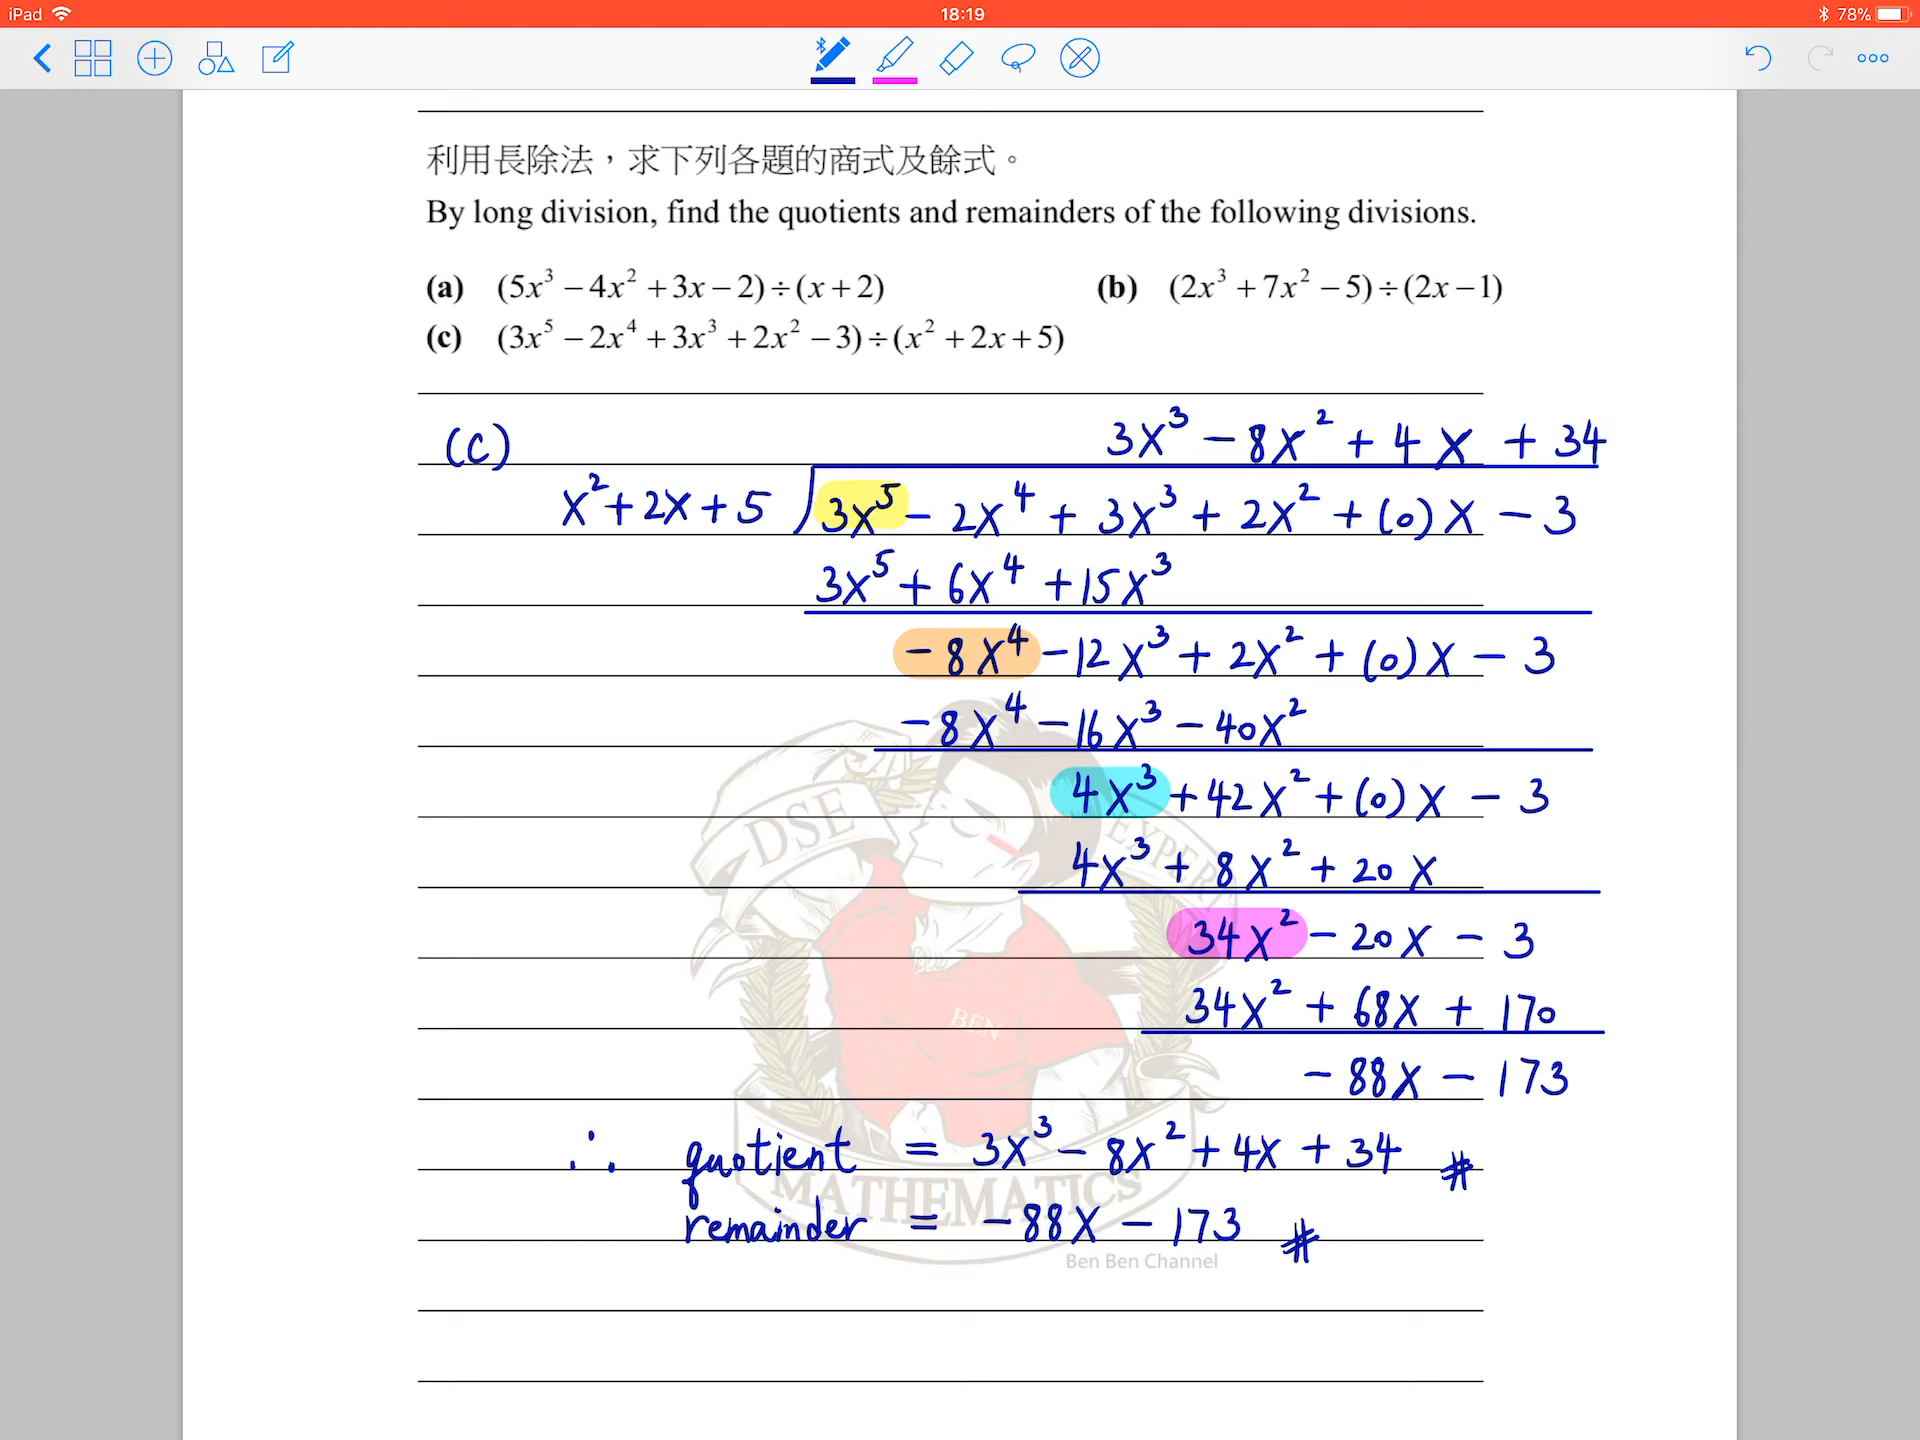 iPad 18:19 78%
利用長除法，求下列各題的商式及餘式。
By long division, find the quotients and remainders of the following divisions.
(a) (5x³ − 4x² + 3x − 2) ÷ (x + 2) (b) (2x³ + 7x² − 5) ÷ (2x − 1)
(c) (3x⁵ − 2x⁴ + 3x³ + 2x² − 3) ÷ (x² + 2x + 5)
(c) 3x³ − 8x² + 4x + 34
x² + 2x + 5 ) 3x⁵ − 2x⁴ + 3x³ + 2x² + (0)x − 3
3x⁵ + 6x⁴ + 15x³
−8x⁴ − 12x³ + 2x² + (0)x − 3
−8x⁴ − 16x³ − 40x²
4x³ + 42x² + (0)x − 3
DSE EXPERT
4x³ + 8x² + 20x
34x² − 20x − 3
34x² + 68x + 170
BEN
−88x − 173
∴ quotient = 3x³ − 8x² + 4x + 34 #
MATHEMATICS
remainder = −88x − 173 #
Ben Ben Channel